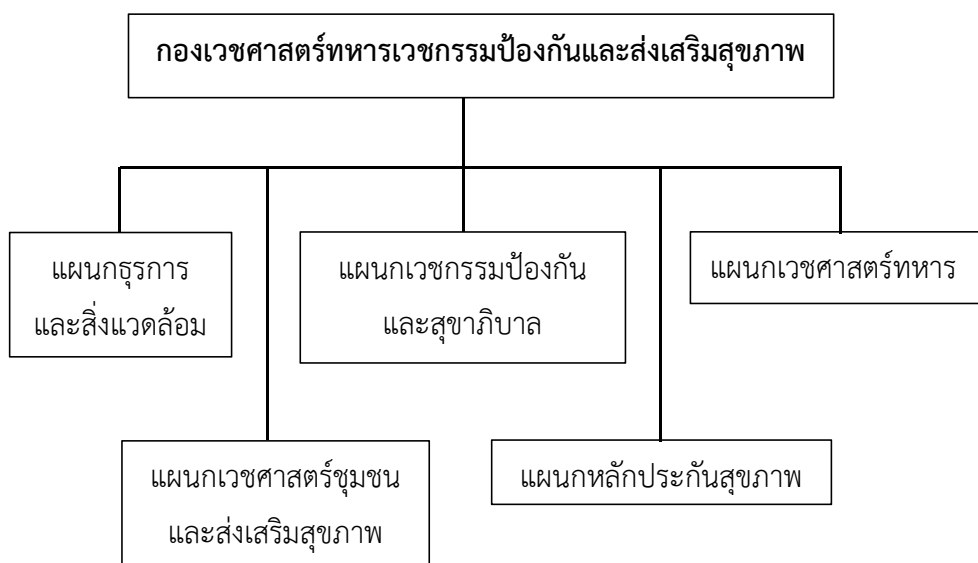 กองเวชศาสตร์ทหารเวชกรรมป้องกันและส่งเสริมสุขภาพ
แผนกธุรการ
และสิ่งแวดล้อม
แผนกเวชกรรมป้องกัน
และสุขาภิบาล
แผนกเวชศาสตร์ทหาร
แผนกเวชศาสตร์ชุมชน
และส่งเสริมสุขภาพ
แผนกหลักประกันสุขภาพ